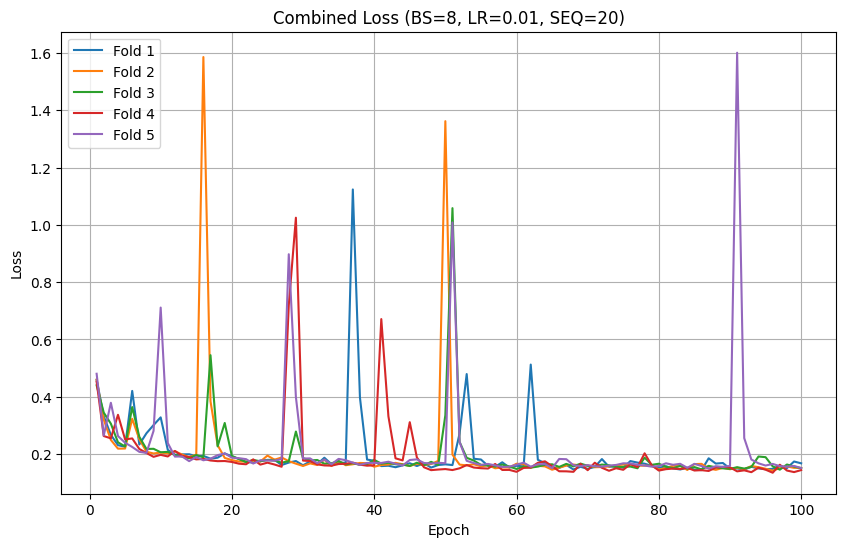 Combined Loss (BS=8, LR=0.01, SEQ=20)
Fold 1
Fold 2
Fold 3
Fold 4
Fold 5
Loss
1.6
1.4
1.2
1.0
0.8
0.6
0.4
0.2
0 20 40 60 80 100
Epoch